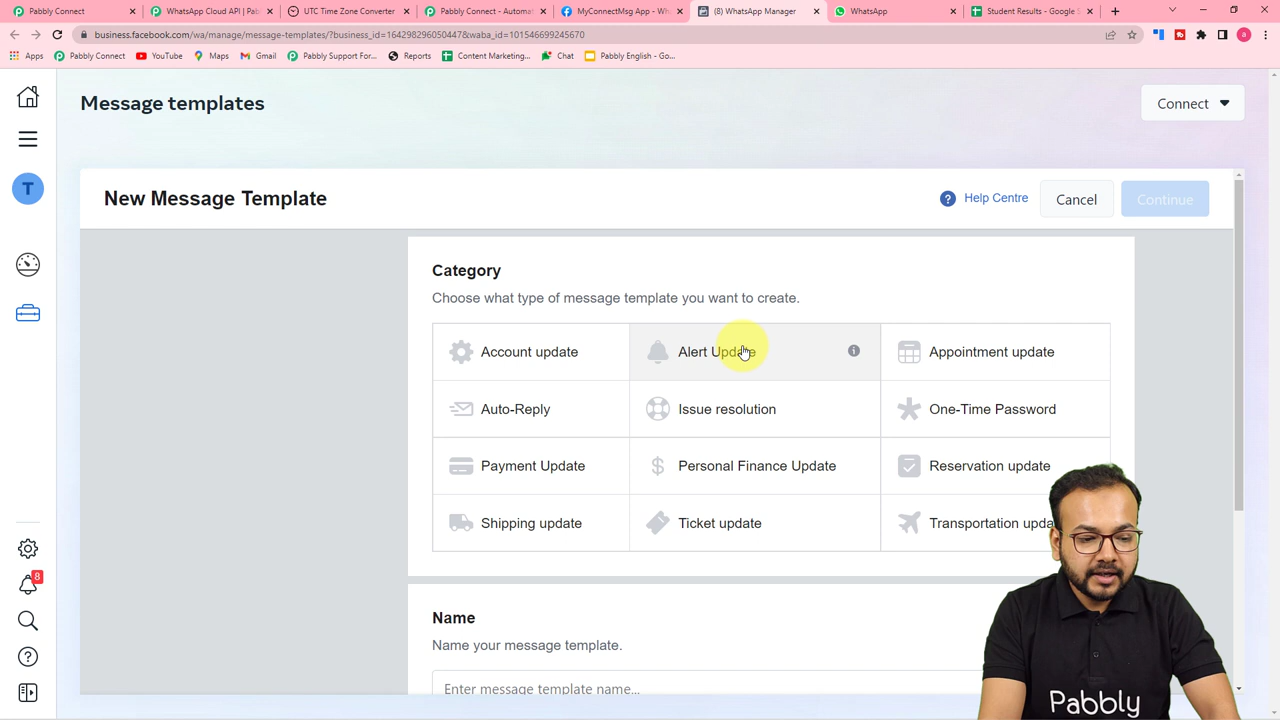 Pabbly Connect
WhatsApp Cloud API | Pab
UTC Time Zone Converter
Pabbly Connect - Automat
MyConnectMsg App - Wha
(8) WhatsApp Manager
WhatsApp
Student Results - Google S
business.facebook.com/wa/manage/message-templates/?business_id=164298296050447&waba_id=101546699245670
a
Apps
Pabbly Connect
YouTube
Maps
Gmail
Pabbly Support For...
Reports
Content Marketing...
Chat
Pabbly English - Go...
Message templates
Connect
T
New Message Template
Help Centre
Cancel
Continue
Category
Choose what type of message template you want to create.
Account update
Alert Update
Appointment update
Auto-Reply
Issue resolution
One-Time Password
Payment Update
Personal Finance Update
Reservation update
Shipping update
Ticket update
Transportation upda
8
Name
Name your message template.
Enter message template name...
Pabbly